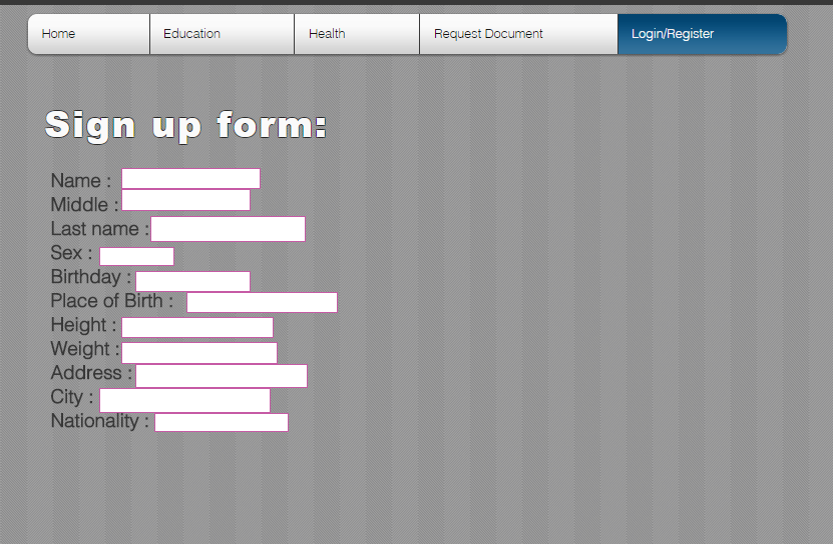 Home Education Health Request Document Login/Register
Sign up form:
Name :
Middle :
Last name :
Sex :
Birthday :
Place of Birth :
Height :
Weight :
Address :
City :
Nationality :